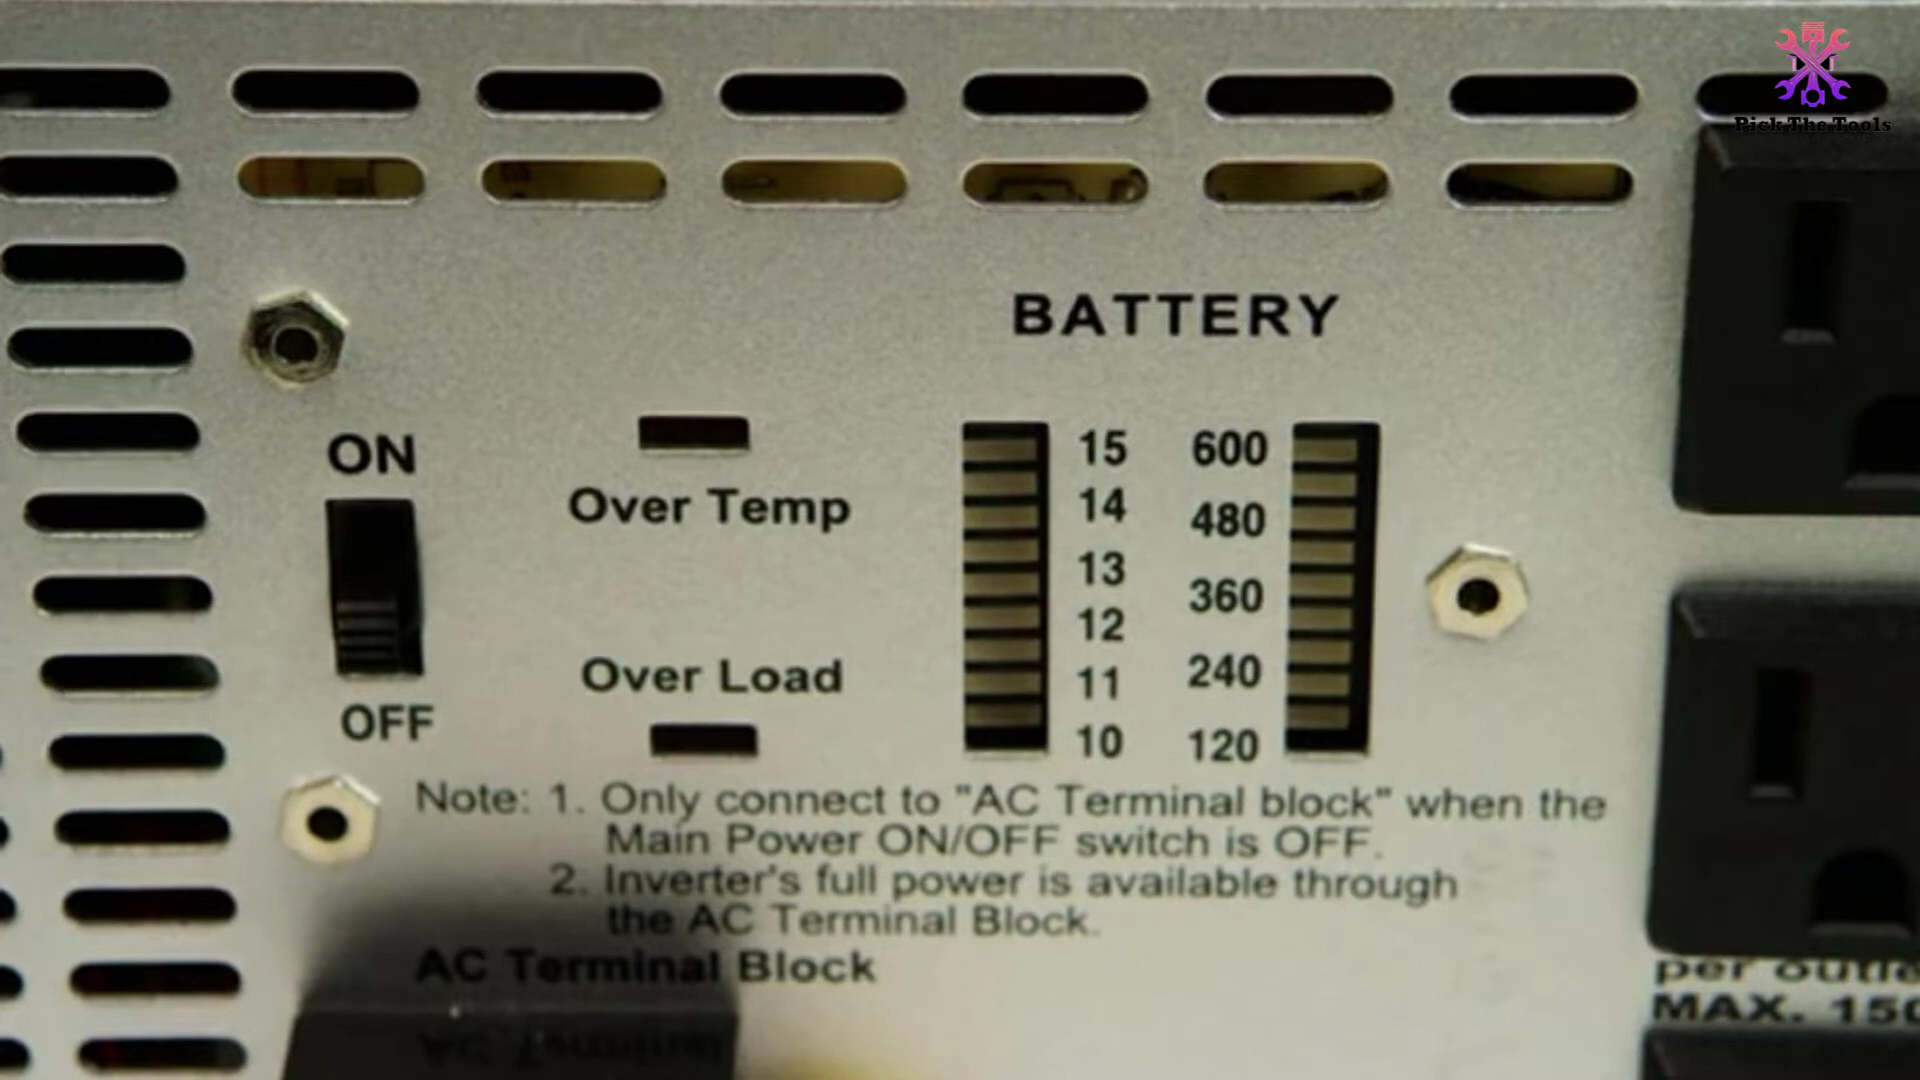 Pick The Tools
BATTERY
ON
OFF
Over Temp
Over Load
15
14
13
12
11
10
600
480
360
240
120
Note: 1. Only connect to "AC Terminal block" when the
Main Power ON/OFF switch is OFF.
2. Inverter's full power is available through
the AC Terminal Block.
AC Terminal Block
per
MAX.